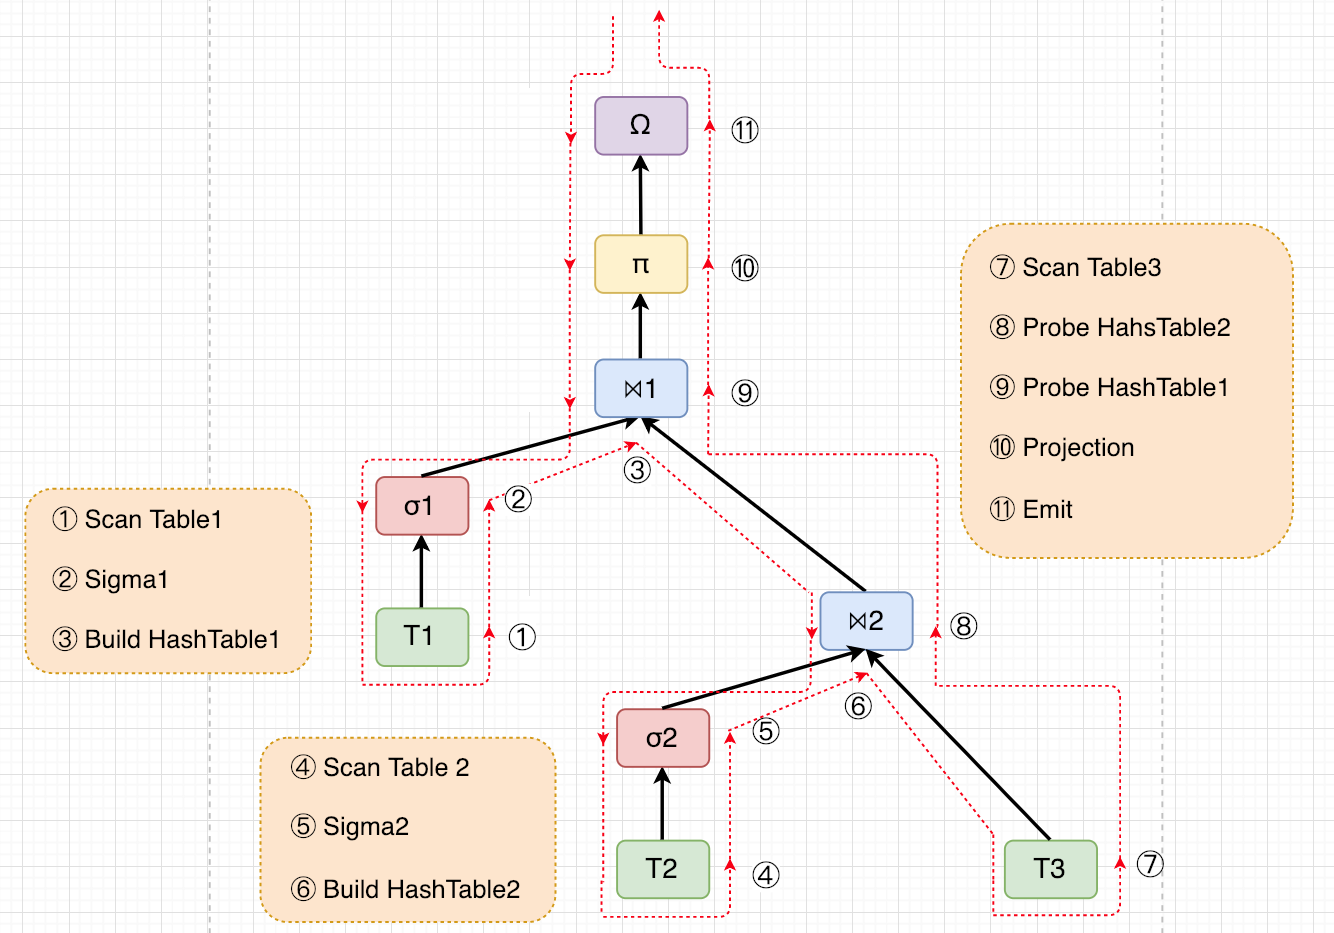 Ω
⑪
π
⑩
⋈1
⑨
③
σ1
②
T1
①
⋈2
⑧
⑥
σ2
⑤
T2
④
T3
⑦
① Scan Table1
② Sigma1
③ Build HashTable1
④ Scan Table 2
⑤ Sigma2
⑥ Build HashTable2
⑦ Scan Table3
⑧ Probe HahsTable2
⑨ Probe HashTable1
⑩ Projection
⑪ Emit